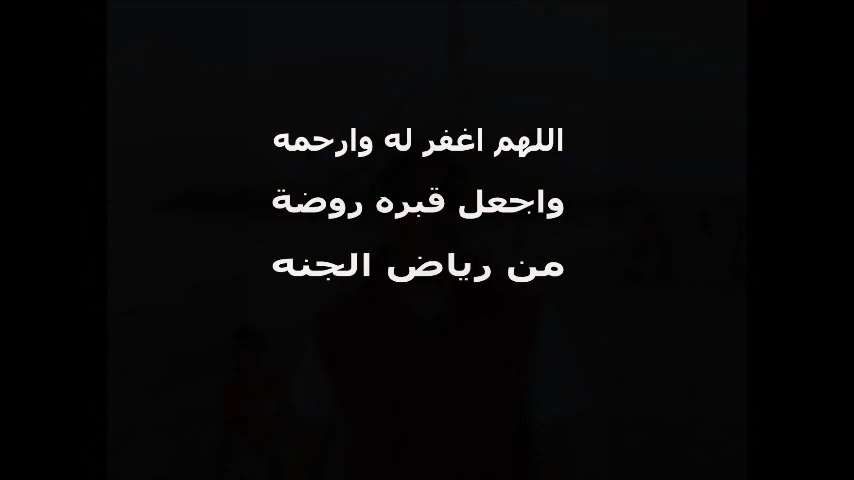 اللهم اغفر له وارحمه
واجعل قبره روضة
من رياض الجنه